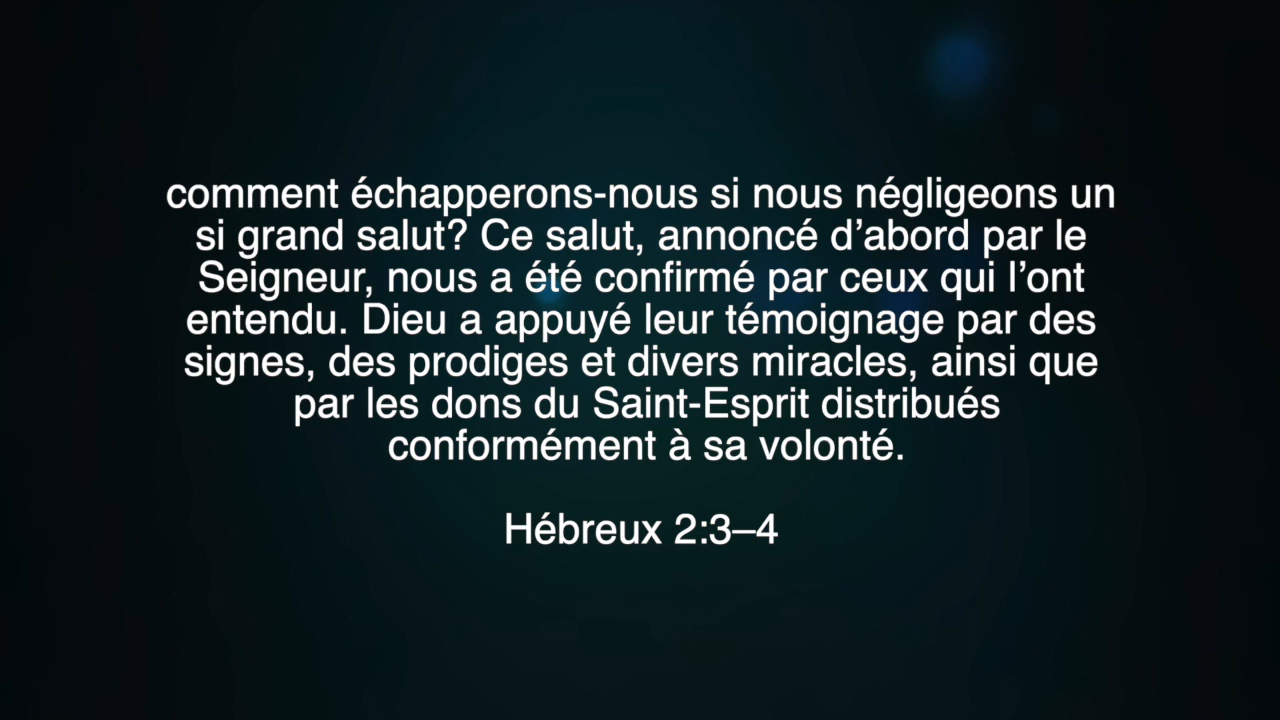 comment échapperons-nous si nous négligeons un
si grand salut? Ce salut, annoncé d’abord par le
Seigneur, nous a été confirmé par ceux qui l’ont
entendu. Dieu a appuyé leur témoignage par des
signes, des prodiges et divers miracles, ainsi que
par les dons du Saint-Esprit distribués
conformément à sa volonté.
Hébreux 2:3–4